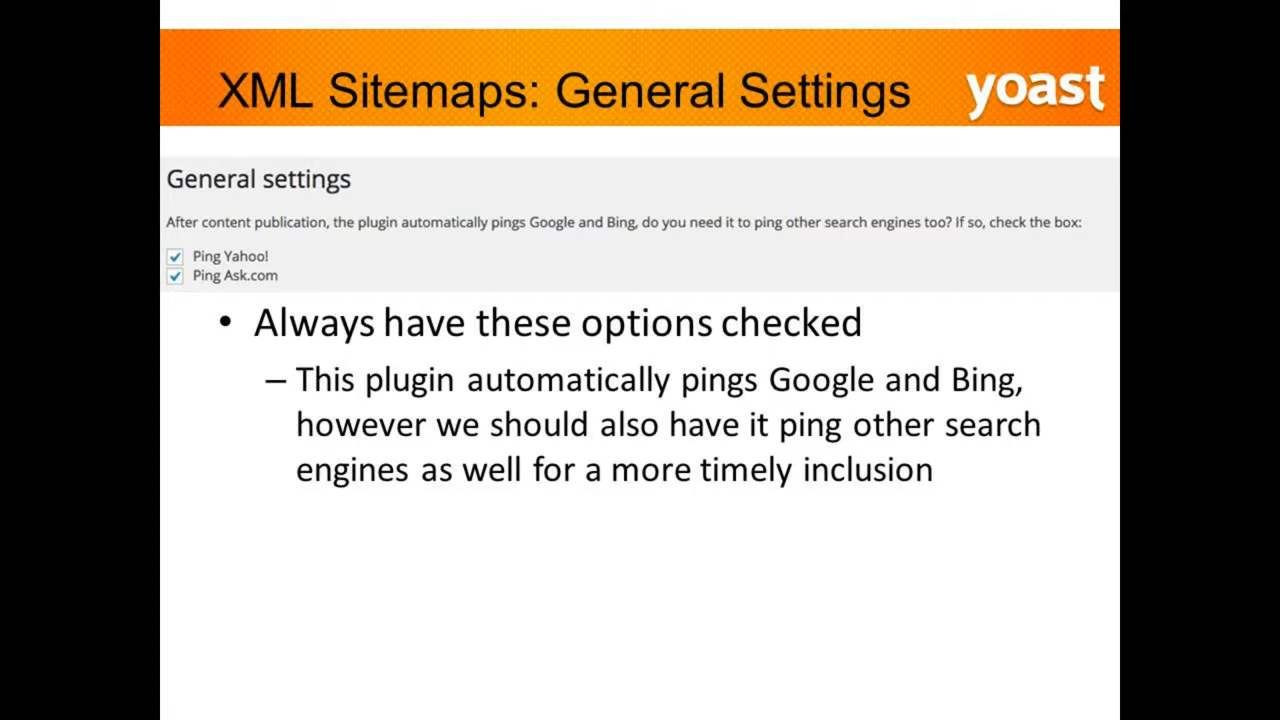 XML Sitemaps: General Settings
yoast
General settings
After content publication, the plugin automatically pings Google and Bing, do you need it to ping other search engines too? If so, check the box:
Ping Yahoo!
Ping Ask.com
• Always have these options checked
– This plugin automatically pings Google and Bing,
however we should also have it ping other search
engines as well for a more timely inclusion